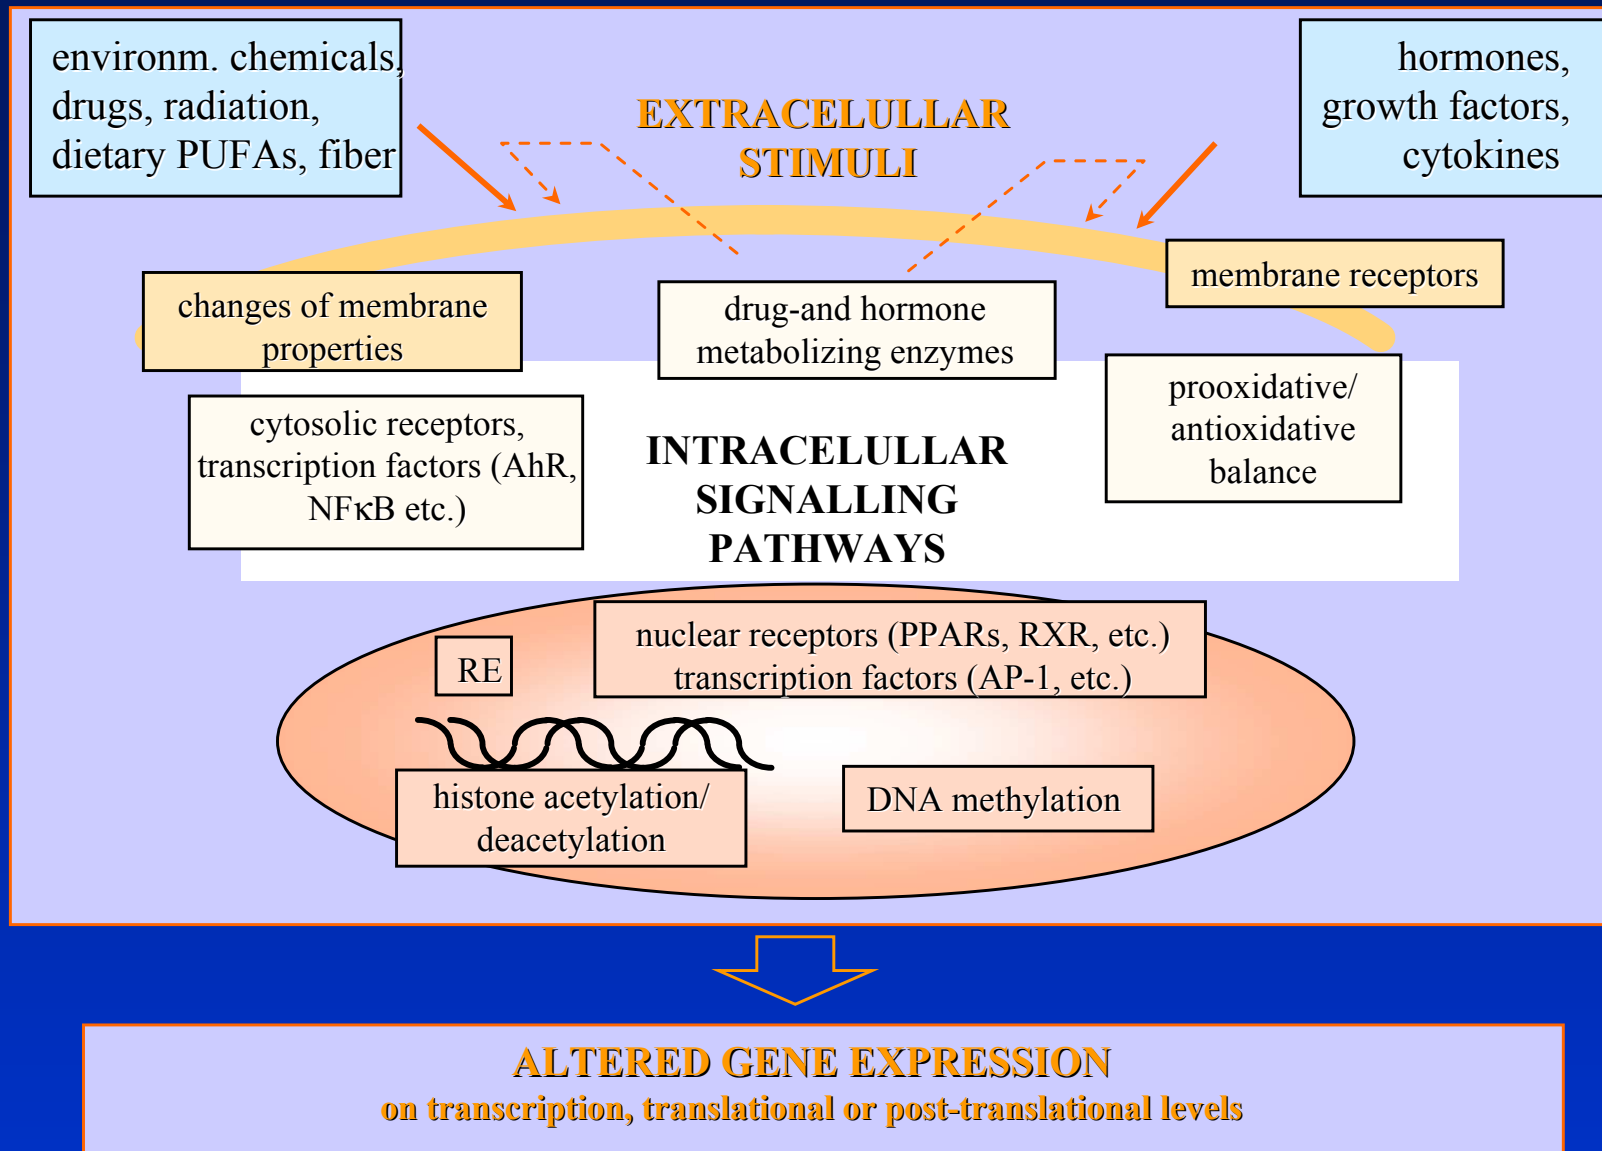 environm. chemicals,
drugs, radiation,
dietary PUFAs, fiber
EXTRACELULLAR
STIMULI
hormones,
growth factors,
cytokines
changes of membrane
properties
drug-and hormone
metabolizing enzymes
membrane receptors
cytosolic receptors,
transcription factors (AhR,
NFκB etc.)
INTRACELULLAR
SIGNALLING
PATHWAYS
prooxidative/
antioxidative
balance
RE
nuclear receptors (PPARs, RXR, etc.)
transcription factors (AP-1, etc.)
histone acetylation/
deacetylation
DNA methylation
ALTERED GENE EXPRESSION
on transcription, translational or post-translational levels